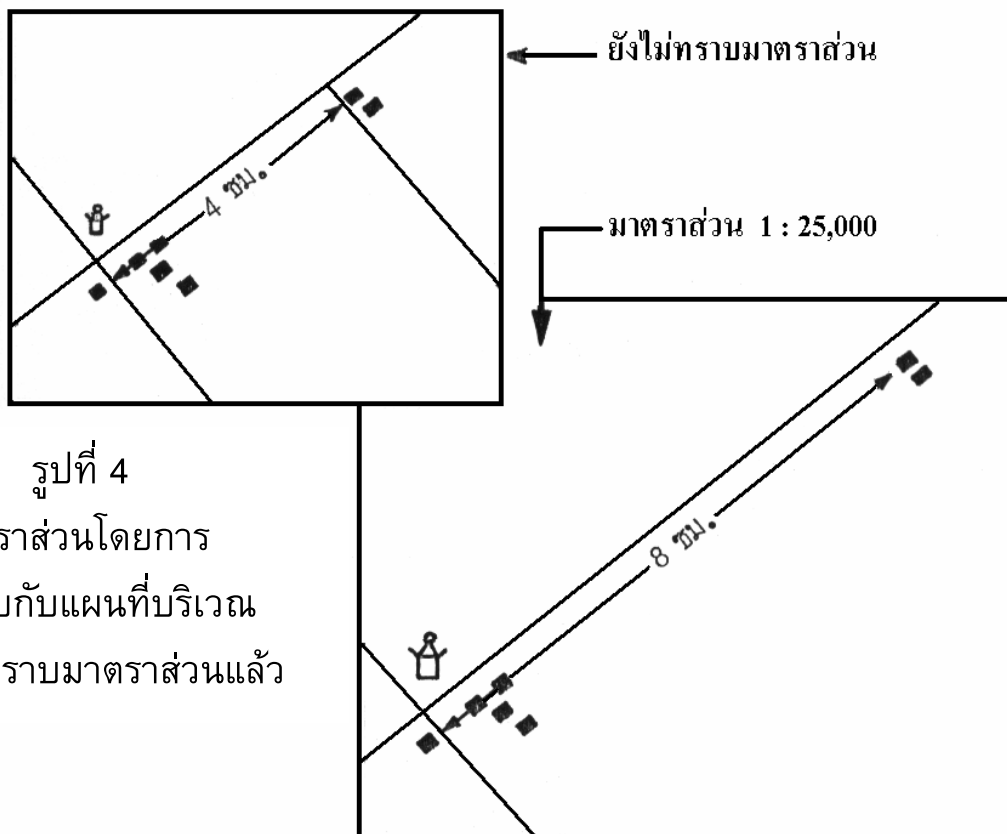 ยังไม่ทราบมาตราส่วน
4 ซม.
มาตราส่วน 1 : 25,000
8 ซม.
รูปที่ 4
ราส่วนโดยการ
บกับแผนที่บริเวณ
ราบมาตราส่วนแล้ว